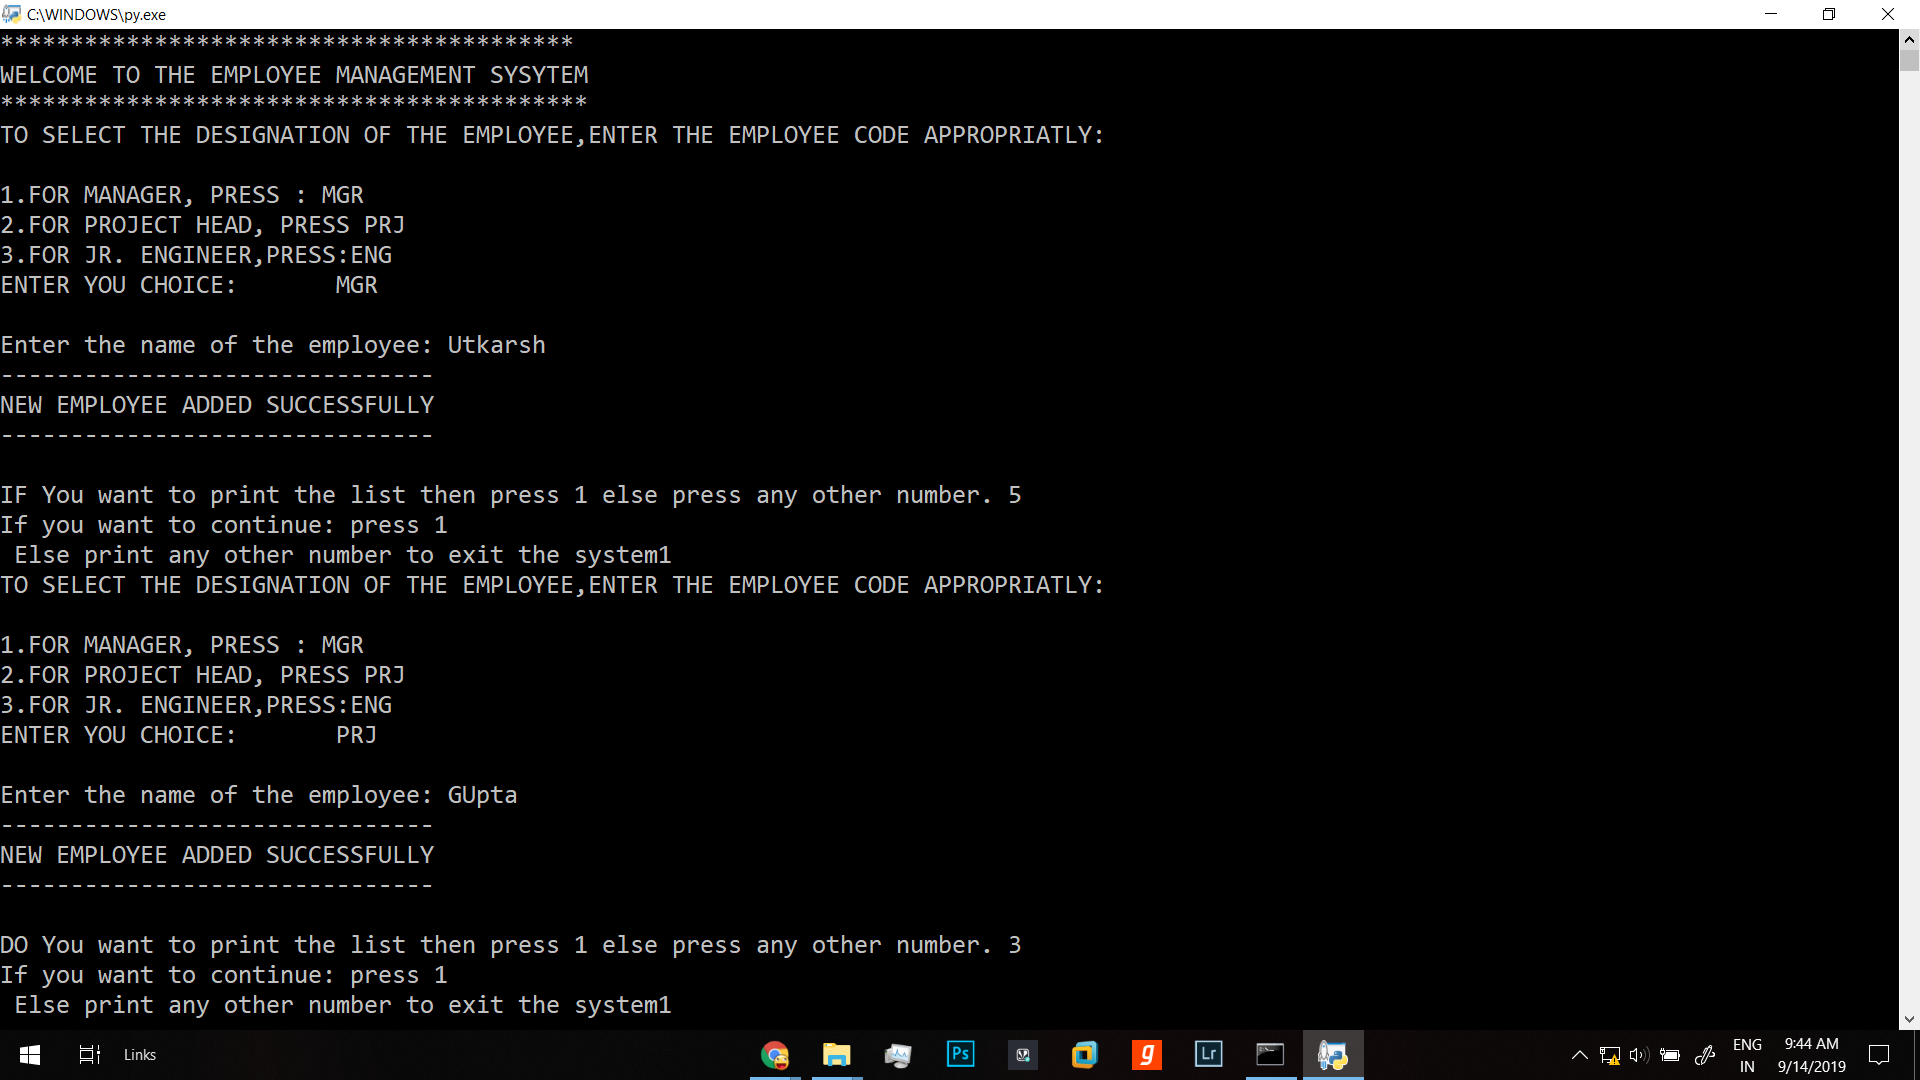 C:\WINDOWS\py.exe
*****************************************
WELCOME TO THE EMPLOYEE MANAGEMENT SYSYTEM
******************************************
TO SELECT THE DESIGNATION OF THE EMPLOYEE,ENTER THE EMPLOYEE CODE APPROPRIATLY:
1.FOR MANAGER, PRESS : MGR
2.FOR PROJECT HEAD, PRESS PRJ
3.FOR JR. ENGINEER,PRESS:ENG
ENTER YOU CHOICE:       MGR
Enter the name of the employee: Utkarsh
-------------------------------
NEW EMPLOYEE ADDED SUCCESSFULLY
-------------------------------
IF You want to print the list then press 1 else press any other number. 5
If you want to continue: press 1
 Else print any other number to exit the system1
TO SELECT THE DESIGNATION OF THE EMPLOYEE,ENTER THE EMPLOYEE CODE APPROPRIATLY:
1.FOR MANAGER, PRESS : MGR
2.FOR PROJECT HEAD, PRESS PRJ
3.FOR JR. ENGINEER,PRESS:ENG
ENTER YOU CHOICE:       PRJ
Enter the name of the employee: GUpta
-------------------------------
NEW EMPLOYEE ADDED SUCCESSFULLY
-------------------------------
DO You want to print the list then press 1 else press any other number. 3
If you want to continue: press 1
 Else print any other number to exit the system1
Links
Ps
g
Lr
ENG
IN
9:44 AM
9/14/2019